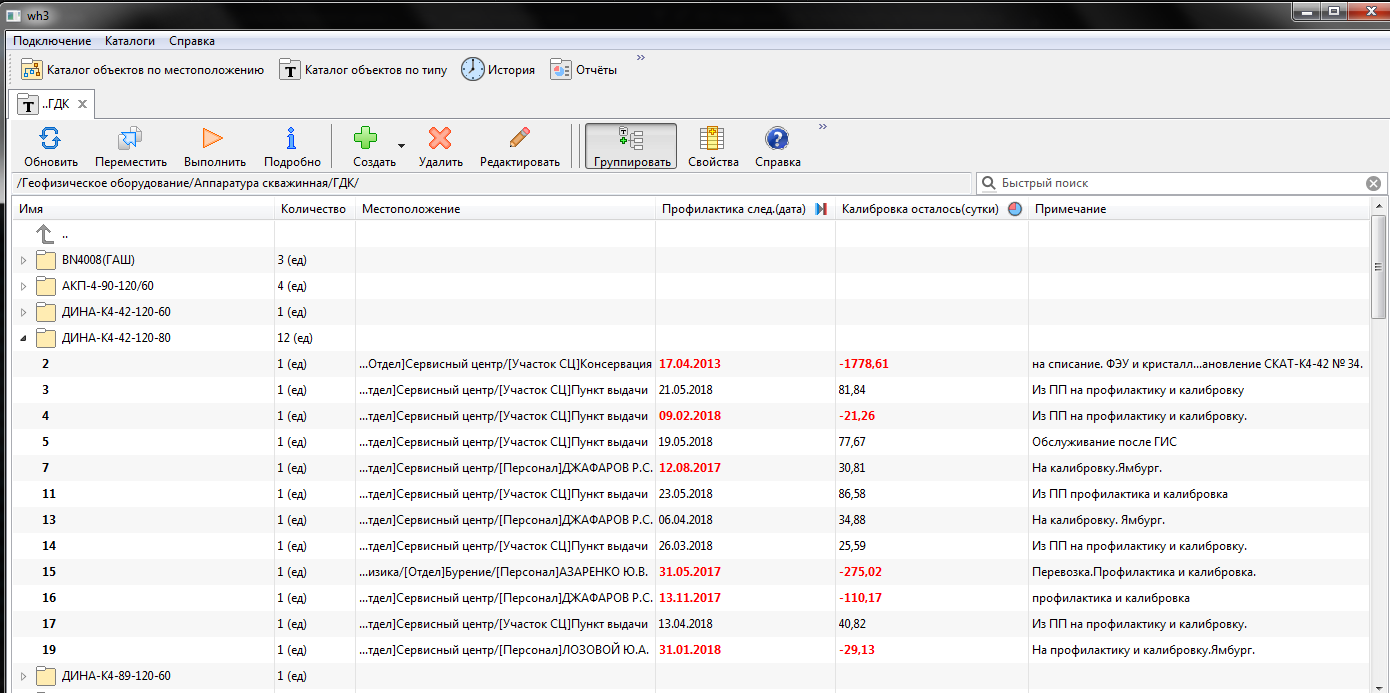 wh3
Подключение Каталоги Справка
Каталог объектов по местоположению Каталог объектов по типу История Отчёты »
..ГДК
Обновить Переместить Выполнить Подробно Создать Удалить Редактировать Группировать Свойства Справка »
/Геофизическое оборудование/Аппаратура скважинная/ГДК/ Быстрый поиск
Имя Количество Местоположение Профилактика след.(дата) Калибровка осталось(сутки) Примечание
..
BN4008(ГАШ) 3 (ед)
АКП-4-90-120/60 4 (ед)
ДИНА-К4-42-120-60 1 (ед)
ДИНА-К4-42-120-80 12 (ед)
2 1 (ед) ...Отдел]Сервисный центр/[Участок СЦ]Консервация 17.04.2013 -1778,61 на списание. ФЭУ и кристалл...ановление СКАТ-К4-42 № 34.
3 1 (ед) ...тдел]Сервисный центр/[Участок СЦ]Пункт выдачи 21.05.2018 81,84 Из ПП на профилактику и калибровку
4 1 (ед) ...тдел]Сервисный центр/[Участок СЦ]Пункт выдачи 09.02.2018 -21,26 Из ПП на профилактику и калибровку.
5 1 (ед) ...тдел]Сервисный центр/[Участок СЦ]Пункт выдачи 19.05.2018 77,67 Обслуживание после ГИС
7 1 (ед) ...тдел]Сервисный центр/[Персонал]ДЖАФАРОВ Р.С. 12.08.2017 30,81 На калибровку.Ямбург.
11 1 (ед) ...тдел]Сервисный центр/[Участок СЦ]Пункт выдачи 23.05.2018 86,58 Из ПП профилактика и калибровка
13 1 (ед) ...тдел]Сервисный центр/[Персонал]ДЖАФАРОВ Р.С. 06.04.2018 34,88 На калибровку. Ямбург.
14 1 (ед) ...тдел]Сервисный центр/[Участок СЦ]Пункт выдачи 26.03.2018 25,59 Из ПП на профилактику и калибровку.
15 1 (ед) ...изика/[Отдел]Бурение/[Персонал]АЗАРЕНКО Ю.В. 31.05.2017 -275,02 Перевозка.Профилактика и калибровка.
16 1 (ед) ...тдел]Сервисный центр/[Персонал]ДЖАФАРОВ Р.С. 13.11.2017 -110,17 профилактика и калибровка
17 1 (ед) ...тдел]Сервисный центр/[Участок СЦ]Пункт выдачи 13.04.2018 40,82 Из ПП на профилактику и калибровку.
19 1 (ед) ...тдел]Сервисный центр/[Персонал]ЛОЗОВОЙ Ю.А. 31.01.2018 -29,13 На профилактику и калибровку.Ямбург.
ДИНА-К4-89-120-60 1 (ед)